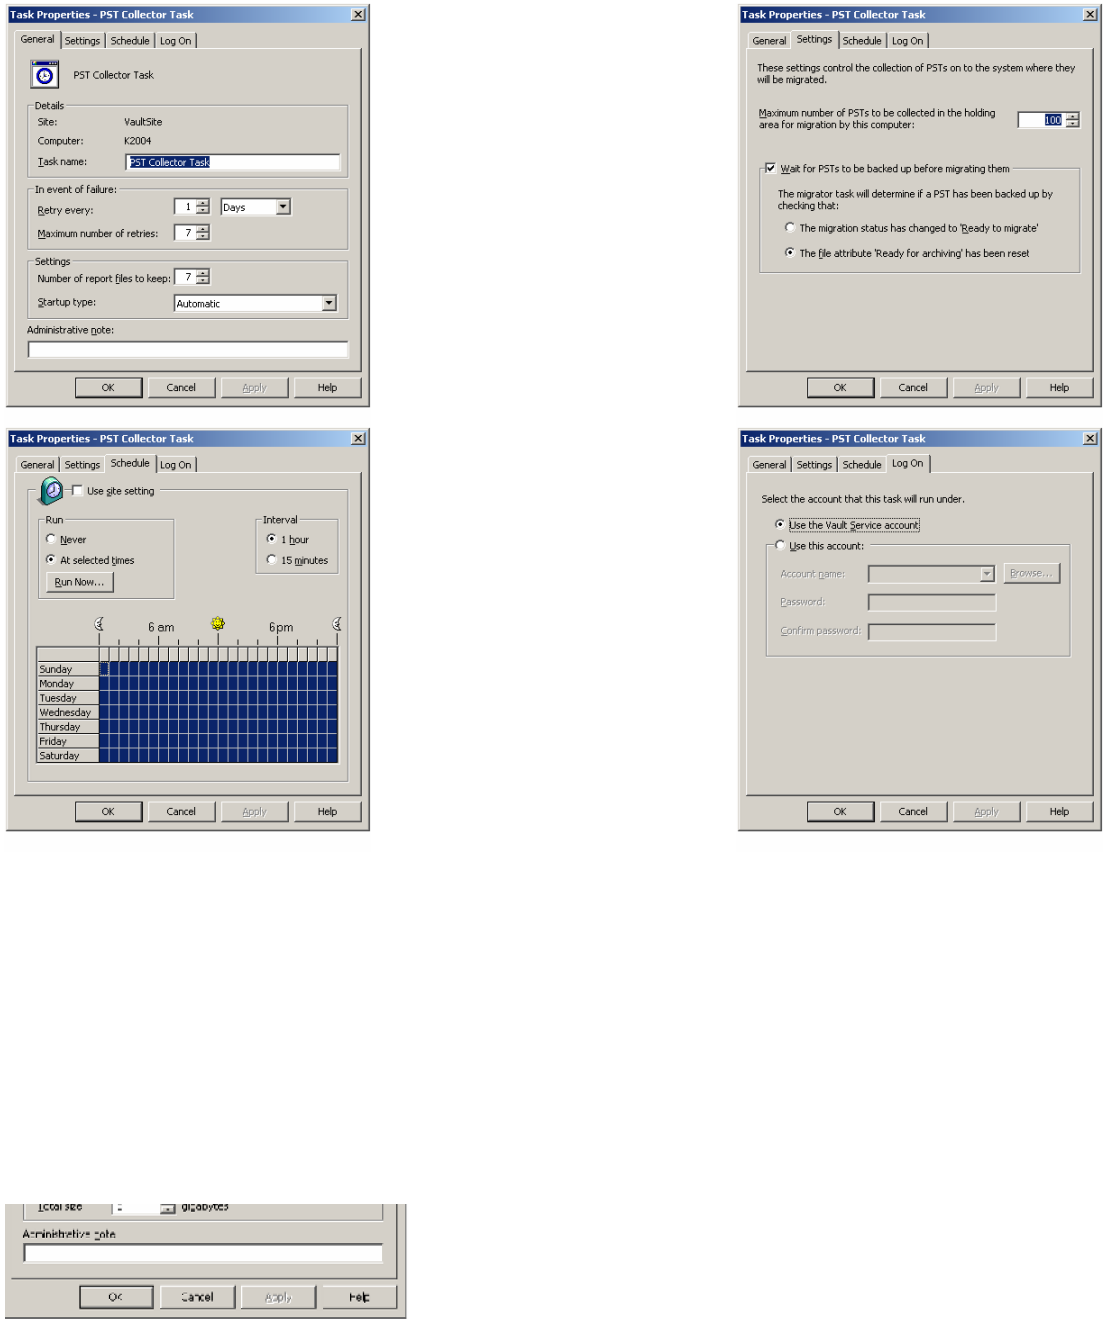 Task Properties - PST Collector Task
General Settings Schedule Log On
PST Collector Task
Details
Site: VaultSite
Computer: K2004
Task name: PST Collector Task
In event of failure:
Retry every: 1 Days
Maximum number of retries: 7
Settings
Number of report files to keep: 7
Startup type: Automatic
Administrative note:
OK Cancel Apply Help
Task Properties - PST Collector Task
General Settings Schedule Log On
These settings control the collection of PSTs on to the system where they
will be migrated.
Maximum number of PSTs to be collected in the holding
area for migration by this computer: 100
Wait for PSTs to be backed up before migrating them
The migrator task will determine if a PST has been backed up by
checking that:
The migration status has changed to 'Ready to migrate'
The file attribute 'Ready for archiving' has been reset
OK Cancel Apply Help
Task Properties - PST Collector Task
General Settings Schedule Log On
Use site setting
Run
Never
At selected times
Run Now...
Interval
1 hour
15 minutes
6 am 6pm
Sunday
Monday
Tuesday
Wednesday
Thursday
Friday
Saturday
OK Cancel Apply Help
Task Properties - PST Collector Task
General Settings Schedule Log On
Select the account that this task will run under.
Use the Vault Service account
Use this account:
Account name: Browse...
Password:
Confirm password:
OK Cancel Apply Help
Total size gigabytes
Administrative note
OK Cancel Apply Help